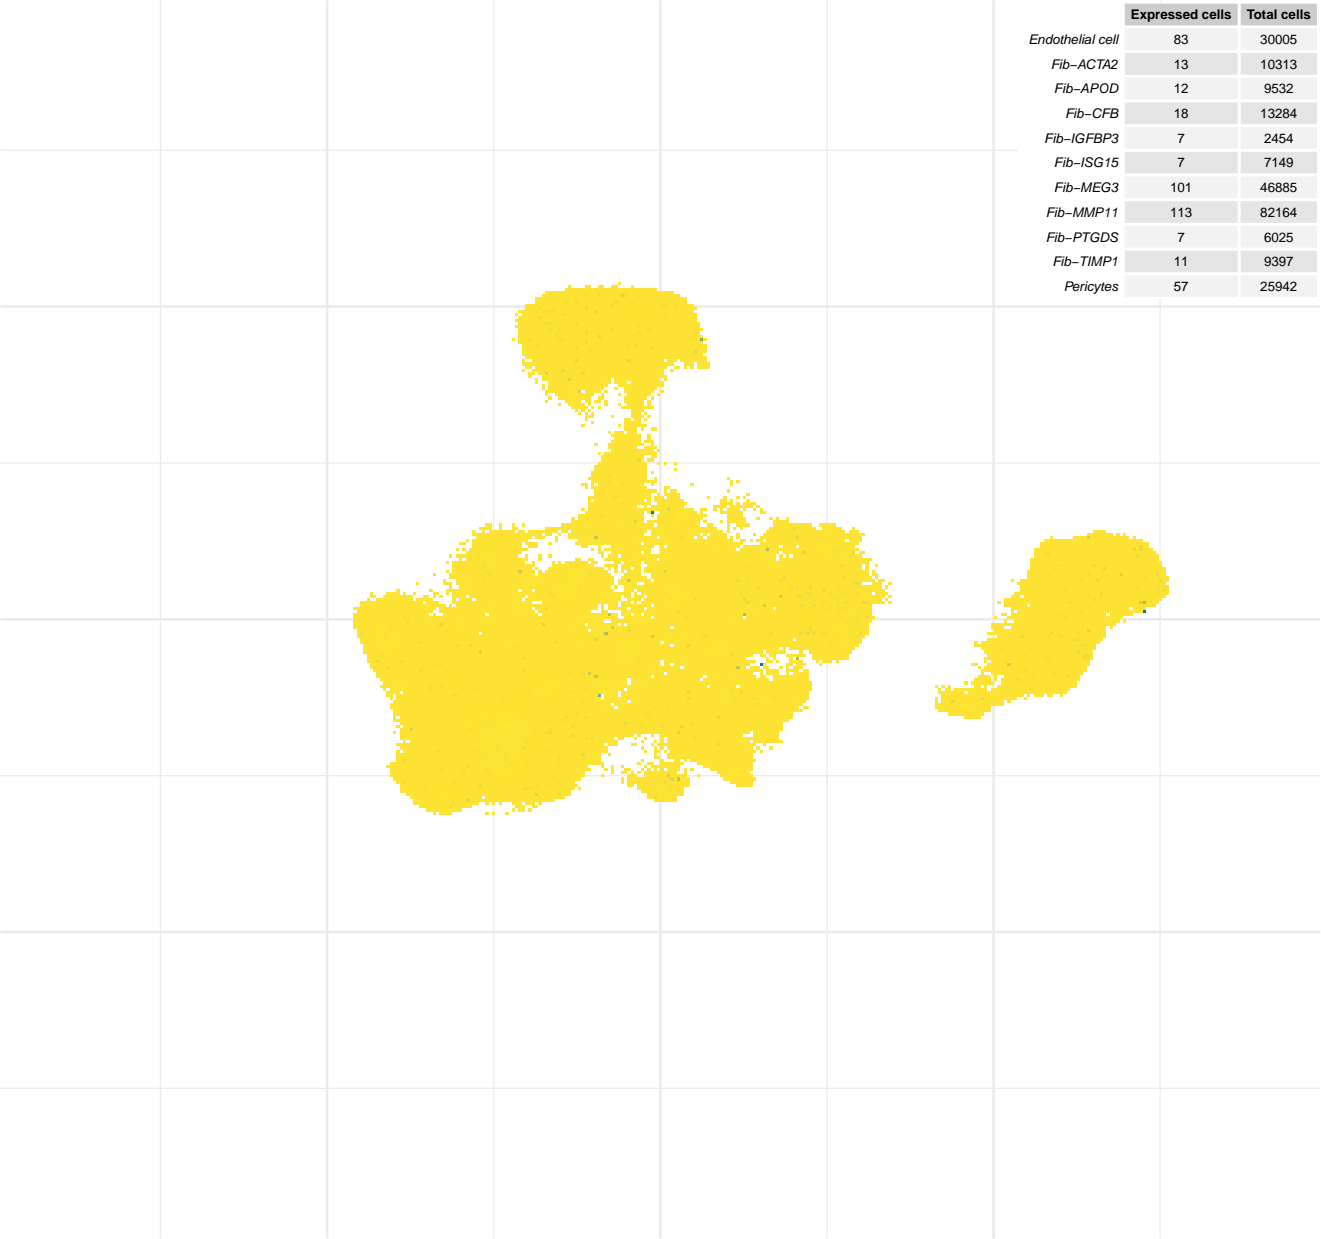 Expressed cells Total cells
Endothelial cell 83 30005
Fib−ACTA2 13 10313
Fib−APOD 12 9532
Fib−CFB 18 13284
Fib−IGFBP3 7 2454
Fib−ISG15 7 7149
Fib−MEG3 101 46885
Fib−MMP11 113 82164
Fib−PTGDS 7 6025
Fib−TIMP1 11 9397
Pericytes 57 25942